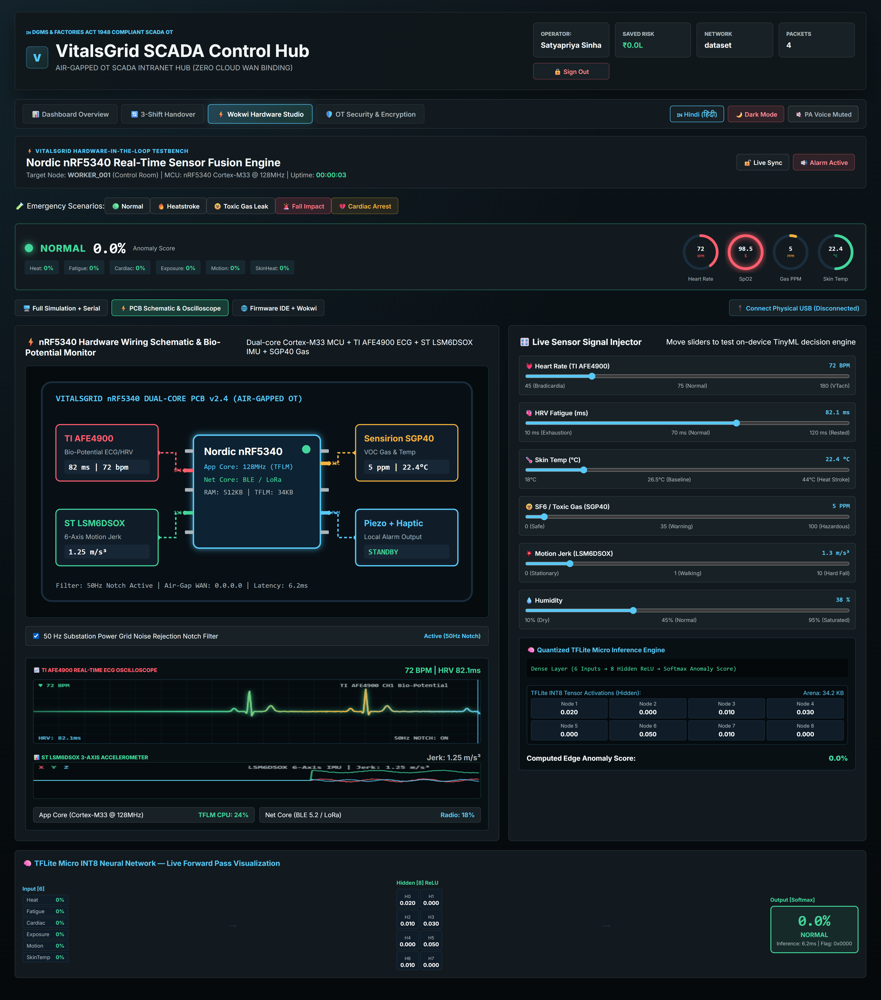 IN DGMS & FACTORIES ACT 1948 COMPLIANT SCADA OT
V
VitalsGrid SCADA Control Hub
AIR-GAPPED OT SCADA INTRANET HUB (ZERO CLOUD WAN BINDING)
OPERATOR:
Satyapriya Sinha
SAVED RISK
₹0.0L
NETWORK
dataset
PACKETS
4
Sign Out
Dashboard Overview
3-Shift Handover
Wokwi Hardware Studio
OT Security & Encryption
IN Hindi (हिंदी)
Dark Mode
PA Voice Muted
VITALSGRID HARDWARE-IN-THE-LOOP TESTBENCH
Nordic nRF5340 Real-Time Sensor Fusion Engine
Target Node: WORKER_001 (Control Room) | MCU: nRF5340 Cortex-M33 @ 128MHz | Uptime: 00:00:03
Live Sync
Alarm Active
Emergency Scenarios:
Normal
Heatstroke
Toxic Gas Leak
Fall Impact
Cardiac Arrest
NORMAL 0.0% Anomaly Score
Heat: 0%
Fatigue: 0%
Cardiac: 0%
Exposure: 0%
Motion: 0%
SkinHeat: 0%
72
BPM
Heart Rate
98.5
%
SpO2
5
PPM
Gas PPM
22.4
°C
Skin Temp
Full Simulation + Serial
PCB Schematic & Oscilloscope
Firmware IDE + Wokwi
Connect Physical USB (Disconnected)
nRF5340 Hardware Wiring Schematic & Bio-
Potential Monitor
Dual-core Cortex-M33 MCU + TI AFE4900 ECG + ST LSM6DSOX
IMU + SGP40 Gas
VITALSGRID nRF5340 DUAL-CORE PCB v2.4 (AIR-GAPPED OT)
TI AFE4900
Bio-Potential ECG/HRV
82 ms | 72 bpm
SPI
Nordic nRF5340
App Core: 128MHz (TFLM)
Net Core: BLE / LoRa
RAM: 512KB | TFLM: 34KB
I2C
Sensirion SGP40
VOC Gas & Temp
5 ppm | 22.4°C
ST LSM6DSOX
6-Axis Motion Jerk
1.25 m/s³
I2C
PWM
Piezo + Haptic
Local Alarm Output
STANDBY
Filter: 50Hz Notch Active | Air-Gap WAN: 0.0.0.0 | Latency: 6.2ms
50 Hz Substation Power Grid Noise Rejection Notch Filter
Active (50Hz Notch)
TI AFE4900 REAL-TIME ECG OSCILLOSCOPE
72 BPM | HRV 82.1ms
♥ 72 BPM
TI AFE4900 CH1 Bio-Potential
HRV: 82.1ms
50Hz NOTCH: ON
ST LSM6DSOX 3-AXIS ACCELEROMETER
Jerk: 1.25 m/s³
X Y Z
LSM6DSOX 6-Axis IMU | Jerk: 1.25 m/s³
App Core (Cortex-M33 @ 128MHz)
TFLM CPU: 24%
Net Core (BLE 5.2 / LoRa)
Radio: 18%
Live Sensor Signal Injector
Move sliders to test on-device TinyML decision engine
Heart Rate (TI AFE4900)
72 BPM
45 (Bradicardia)
75 (Normal)
180 (VTach)
HRV Fatigue (ms)
82.1 ms
10 ms (Exhaustion)
70 ms (Normal)
120 ms (Rested)
Skin Temp (°C)
22.4 °C
18°C
26.5°C (Baseline)
44°C (Heat Stroke)
SF6 / Toxic Gas (SGP40)
5 PPM
0 (Safe)
35 (Warning)
100 (Hazardous)
Motion Jerk (LSM6DSOX)
1.3 m/s³
0 (Stationary)
1 (Walking)
10 (Hard Fall)
Humidity
38 %
10% (Dry)
45% (Normal)
95% (Saturated)
Quantized TFLite Micro Inference Engine
Dense Layer (6 Inputs → 8 Hidden ReLU → Softmax Anomaly Score)
TFLite INT8 Tensor Activations (Hidden):
Arena: 34.2 KB
Node 1
0.020
Node 2
0.000
Node 3
0.010
Node 4
0.030
Node 5
0.000
Node 6
0.050
Node 7
0.010
Node 8
0.000
Computed Edge Anomaly Score:
0.0%
TFLite Micro INT8 Neural Network — Live Forward Pass Visualization
Input [6]
Heat 0%
Fatigue 0%
Cardiac 0%
Exposure 0%
Motion 0%
SkinTemp 0%
→
Hidden [8] ReLU
H0
0.020
H1
0.000
H2
0.010
H3
0.030
H4
0.000
H5
0.050
H6
0.010
H7
0.000
→
Output [Softmax]
0.0%
NORMAL
Inference: 6.2ms | Flag: 0x0000